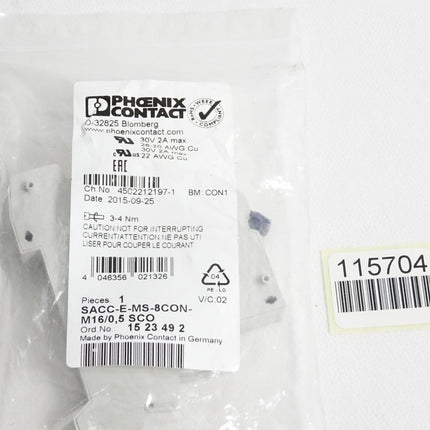 PHOENIX
CONTACT
D-32825 Blomberg
www.phoenixcontact.com
RoHS WEEE COMPLIANT
30V 2A max
26-20 AWG Cu
30V 2A max
22 AWG Cu
EAC
Ch.No. 4502212197-1 BM: CON1
Date 2015-09-25
3-4 Nm
CAUTION NOT FOR INTERRUPTING
CURRENT/ATTENTION NE PAS UTI
LISER POUR COUPER LE COURANT
4 046356 021326
04
PE-LD
Pieces: 1 V/C:02
SACC-E-MS-8CON-
M16/0,5 SCO
Ord No.: 15 23 49 2
Made by Phoenix Contact in Germany
115704